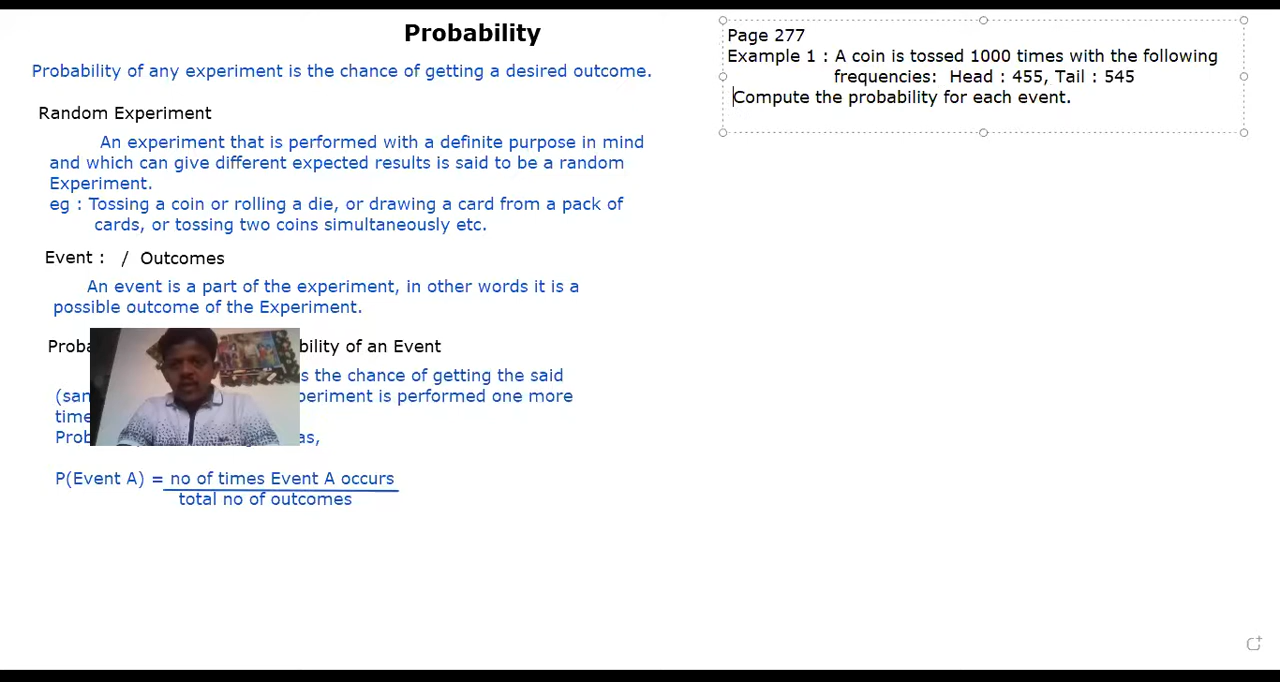 Probability
Probability of any experiment is the chance of getting a desired outcome.
Random Experiment
An experiment that is performed with a definite purpose in mind
and which can give different expected results is said to be a random
Experiment.
eg : Tossing a coin or rolling a die, or drawing a card from a pack of
cards, or tossing two coins simultaneously etc.
Event : / Outcomes
An event is a part of the experiment, in other words it is a
possible outcome of the Experiment.
of an Event
the chance of getting the said
is performed one more
P(Event A) = no of times Event A occurs
total no of outcomes
Page 277
Example 1 : A coin is tossed 1000 times with the following
frequencies: Head : 455, Tail : 545
Compute the probability for each event.